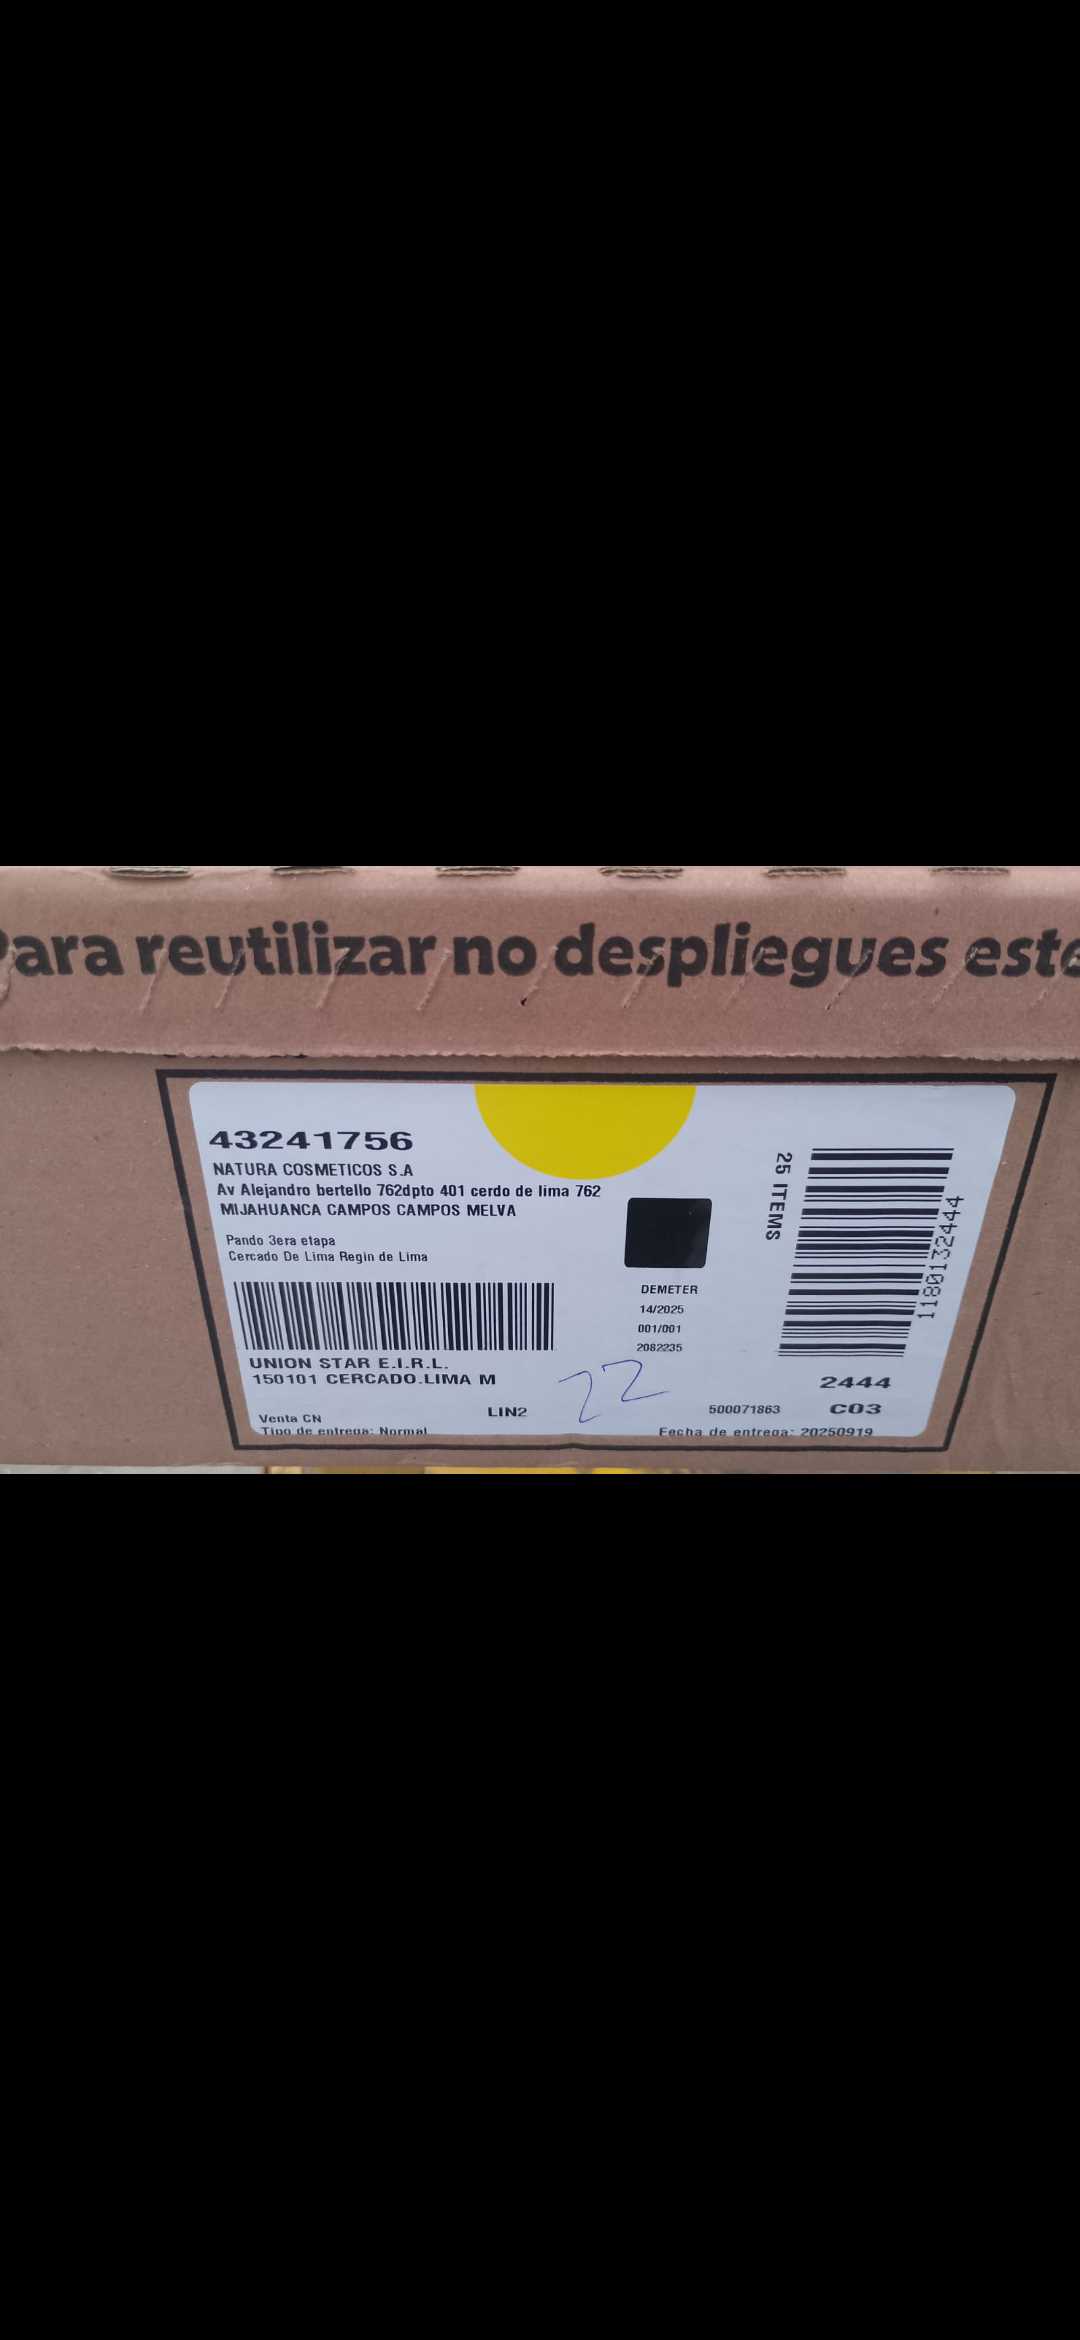 Para reutilizar no despliegues este
43241756
NATURA COSMETICOS S.A
Av Alejandro bertello 762dpto 401 cerdo de lima 762
MIJAHUANCA CAMPOS CAMPOS MELVA
Pando 3era etapa
Cercado De Lima Regin de Lima
UNION STAR E.I.R.L.
150101 CERCADO.LIMA M
Venta CN
LIN2
Tipo de entrega: Normal
DEMETER
14/2025
001/001
2082235
22
25 ITEMS
1180132444
2444
500071863
C03
Fecha de entrega: 20250919